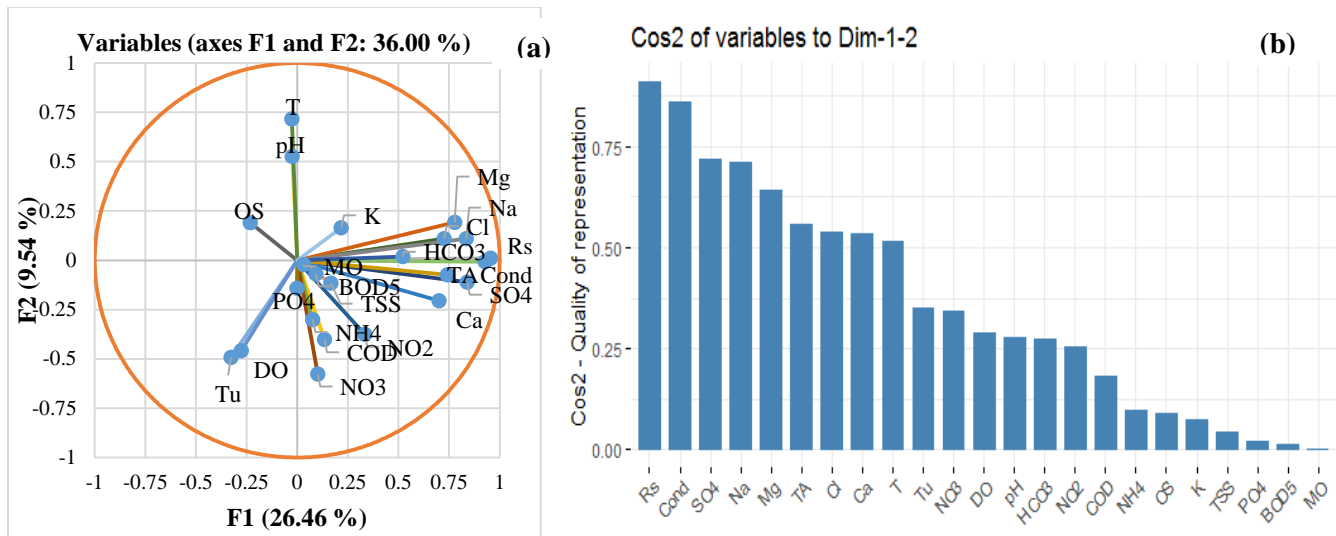 Variables (axes F1 and F2: 36.00 %)
(a)
1
0.75
0.5
0.25
0
-0.25
-0.5
-0.75
-1
F2 (9.54 %)
T
pH
OS
K
Mg
Na
Cl
HCO3
Rs
MO
TA
Cond
BOD5
SO4
PO4
TSS
Ca
NH4
NO2
COD
DO
Tu
NO3
-1 -0.75 -0.5 -0.25 0 0.25 0.5 0.75 1
F1 (26.46 %)
Cos2 of variables to Dim-1-2
(b)
Cos2 - Quality of representation
0.75
0.50
0.25
0.00
Rs Cond SO4 Na Mg TA Cl Ca T Tu NO3 DO pH HCO3 NO2 COD NH4 OS K TSS PO4 BOD5 MO